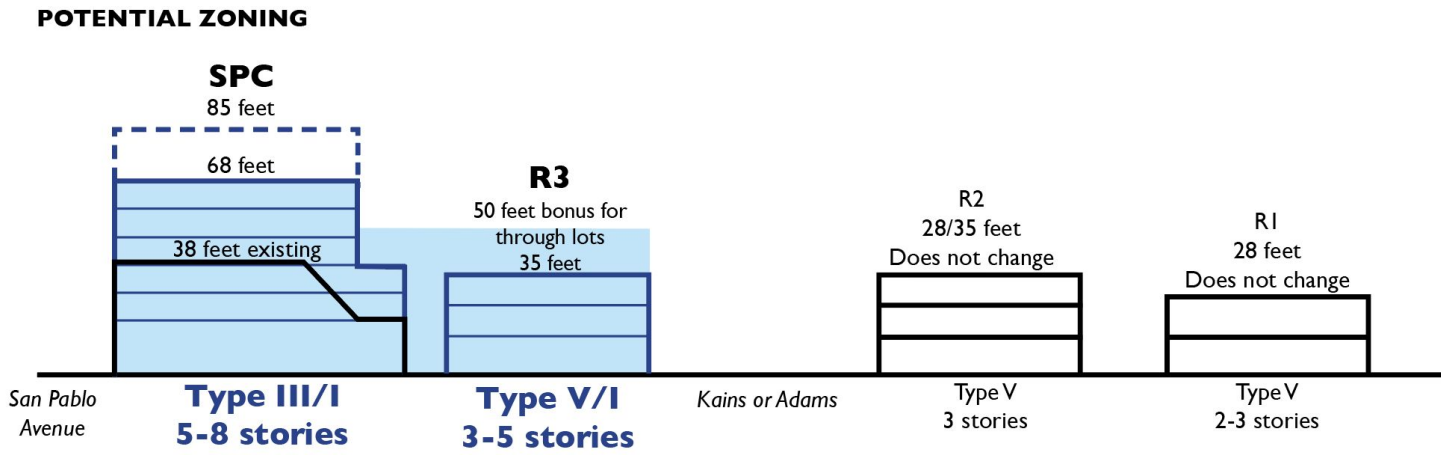 POTENTIAL ZONING
SPC
85 feet
68 feet
38 feet existing
R3
50 feet bonus for
through lots
35 feet
R2
28/35 feet
Does not change
R1
28 feet
Does not change
San Pablo
Avenue
Type III/I
5-8 stories
Type V/I
3-5 stories
Kains or Adams
Type V
3 stories
Type V
2-3 stories